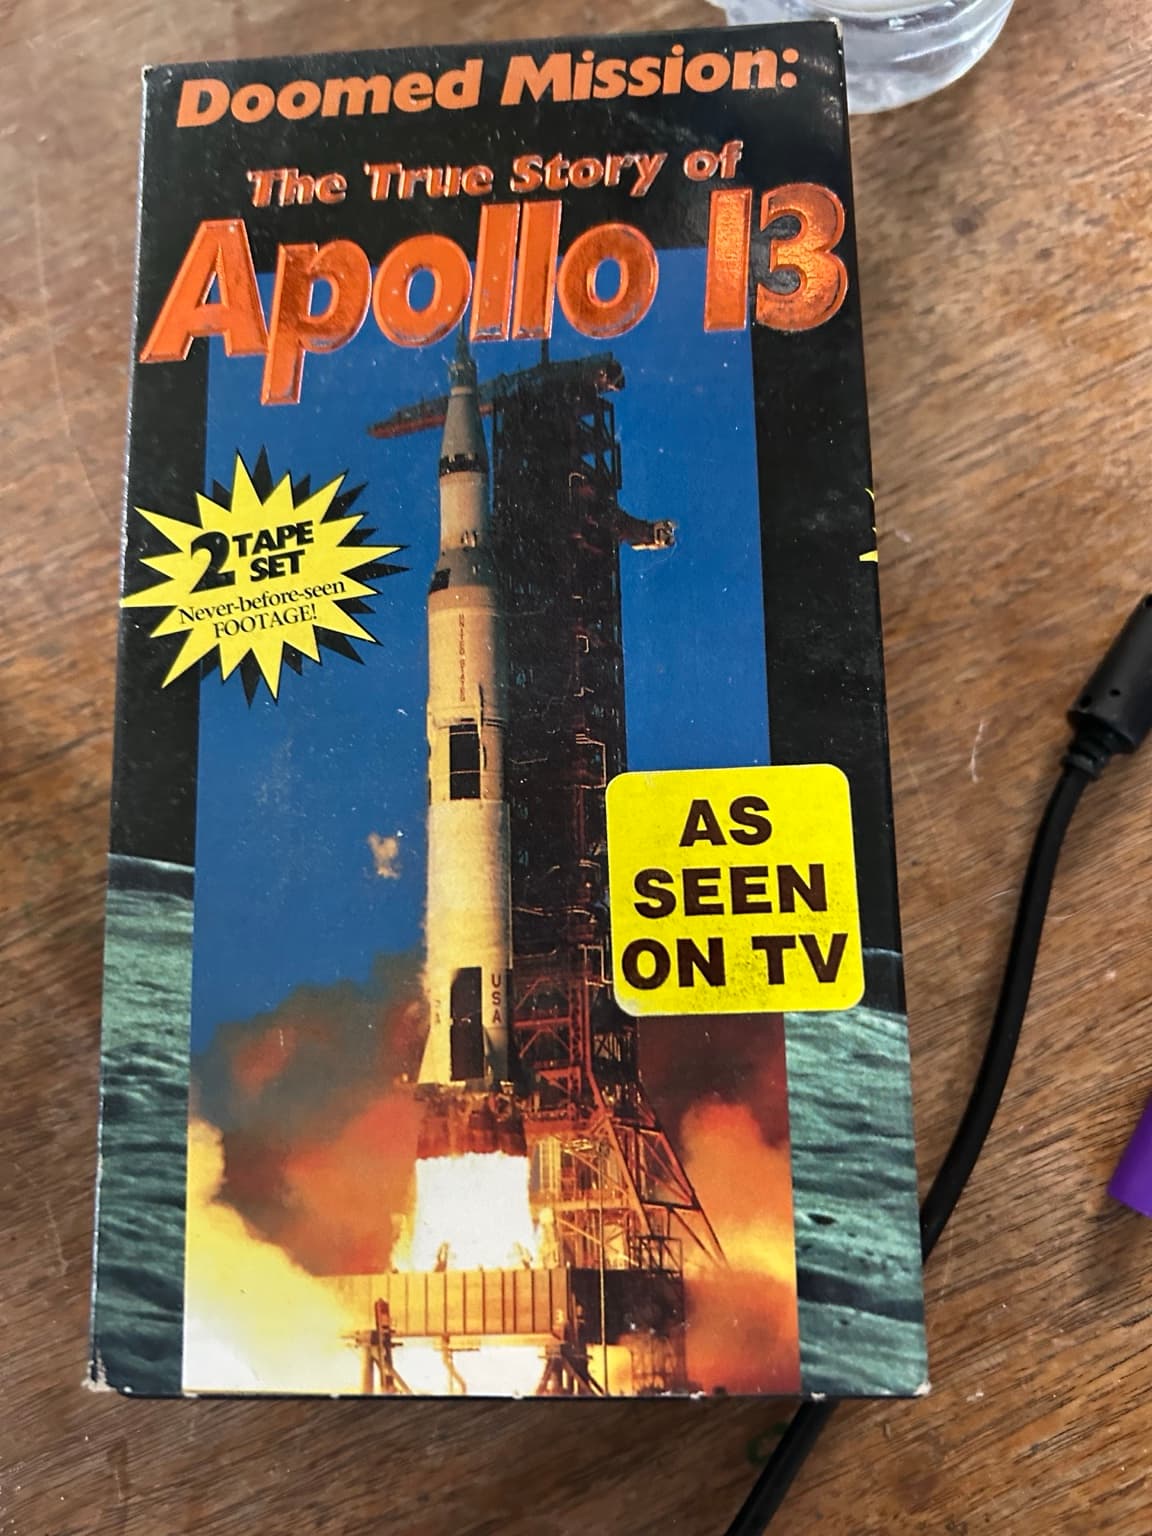 Doomed Mission:
The True Story of
Apollo 13
2 TAPE
SET
Never-before-seen
FOOTAGE!
UNITED STATES
AS
SEEN
ON TV
USA